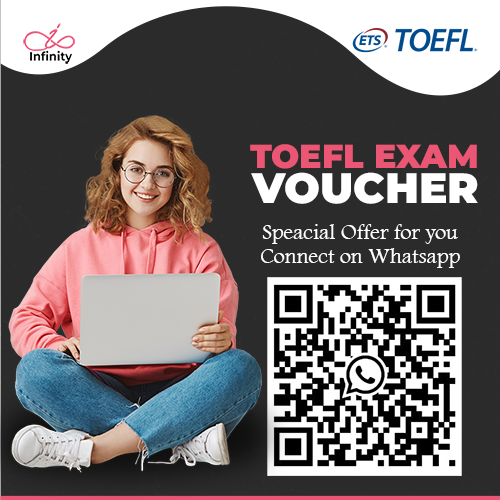 Infinity
ETS TOEFL
TOEFL EXAM
VOUCHER
Speacial Offer for you
Connect on Whatsapp